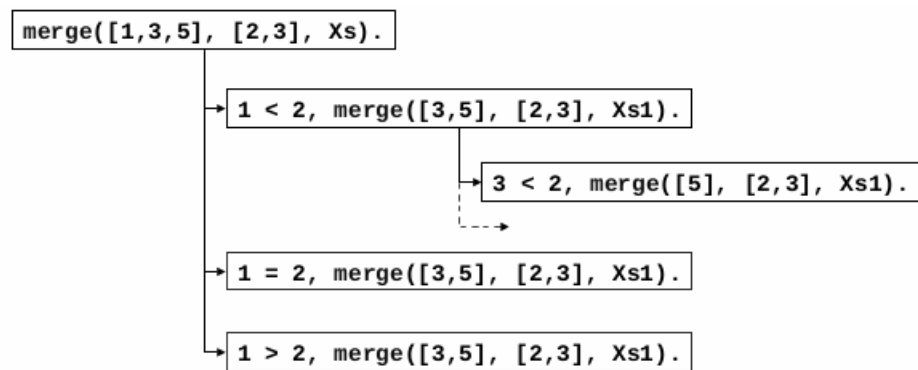 merge([1,3,5], [2,3], Xs).
1 < 2, merge([3,5], [2,3], Xs1).
3 < 2, merge([5], [2,3], Xs1).
1 = 2, merge([3,5], [2,3], Xs1).
1 > 2, merge([3,5], [2,3], Xs1).